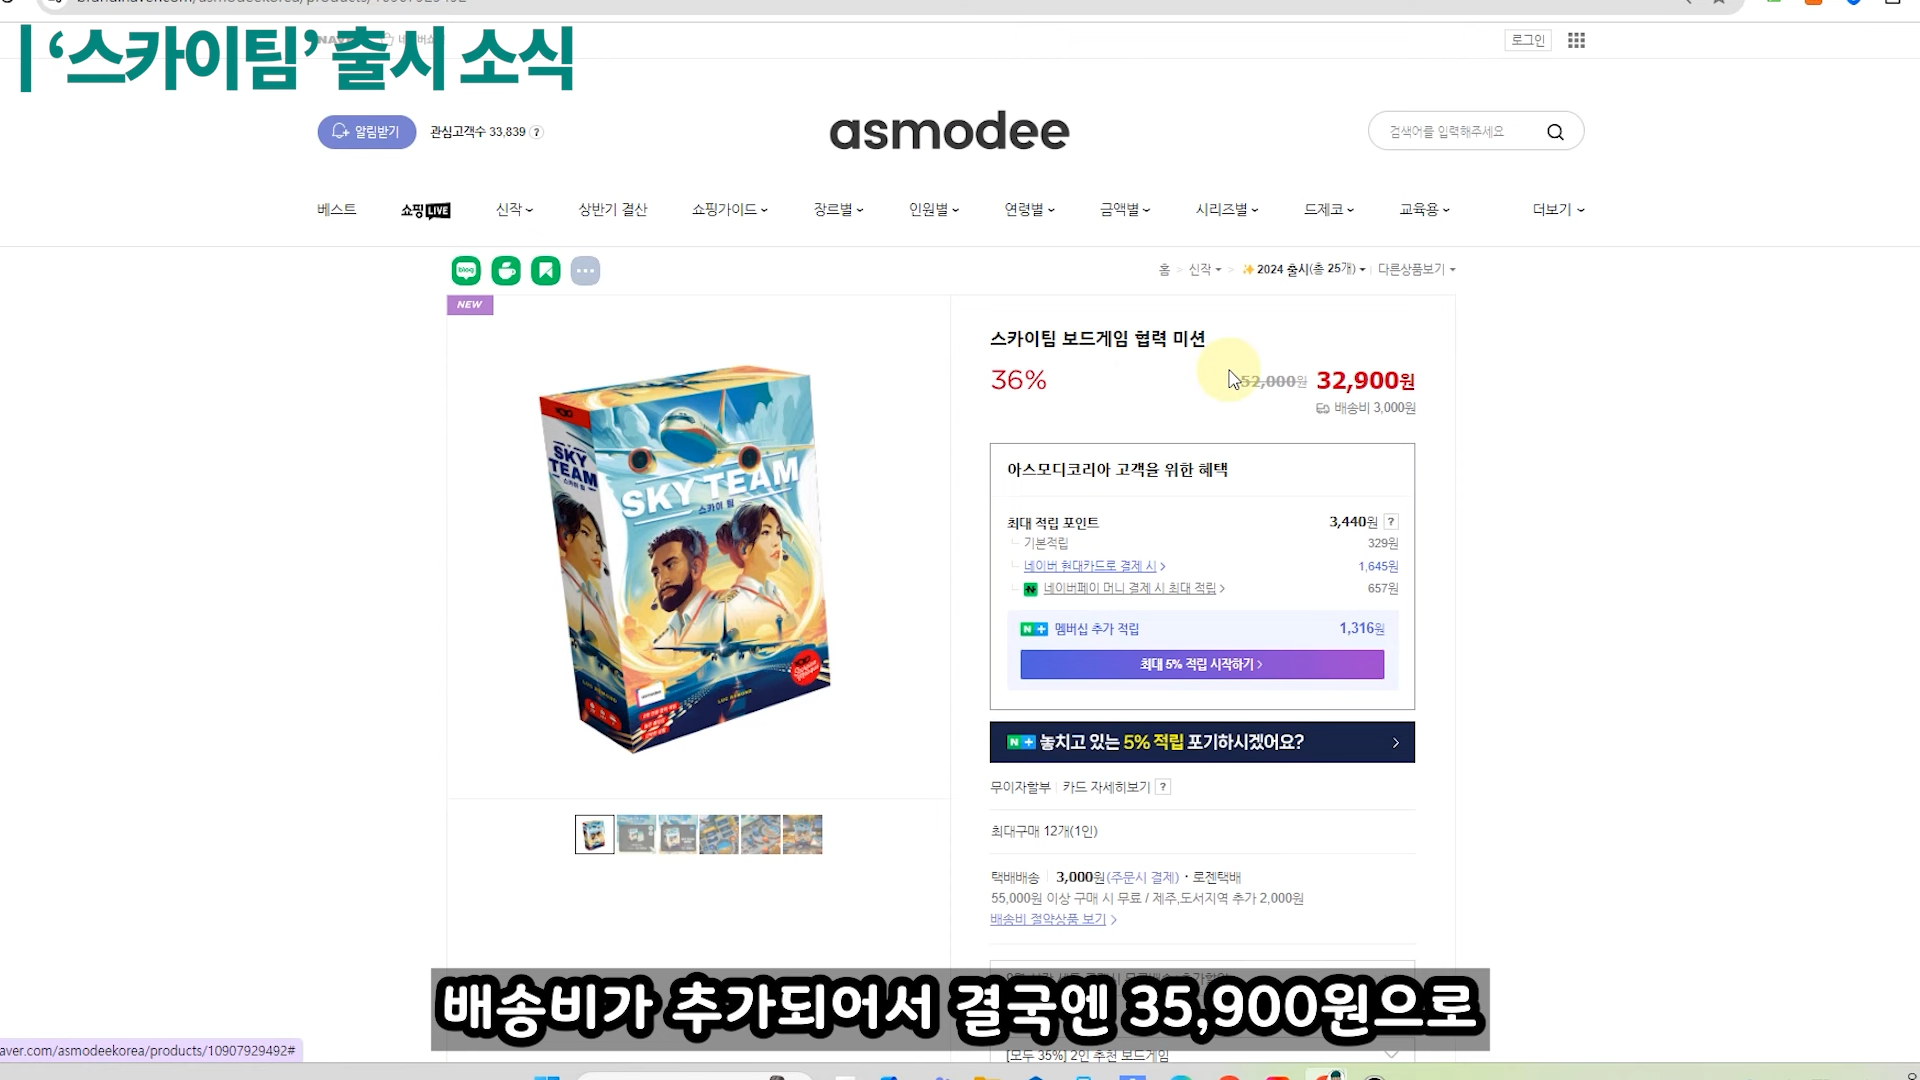 | ‘스카이팀’ 출시 소식
로그인
알림받기
관심고객수 33,839 ?
asmodee
검색어를 입력해주세요
베스트
쇼핑LIVE
신작
상반기 결산
쇼핑가이드
장르별
인원별
연령별
금액별
시리즈별
드제코
교육용
더보기
blog
홈 > 신작 > ✨2024 출시(총 25개) | 다른상품보기
NEW
스카이팀 보드게임 협력 미션
36%
52,000원 32,900원
배송비 3,000원
SKY TEAM
스카이 팀
SKY TEAM
스카이 팀
아스모디코리아 고객을 위한 혜택
최대 적립 포인트 3,440원 ?
기본적립 329원
네이버 현대카드로 결제 시 > 1,645원
네이버페이 머니 결제 시 최대 적립 > 657원
N+ 멤버십 추가 적립 1,316원
최대 5% 적립 시작하기 >
N+ 놓치고 있는 5% 적립 포기하시겠어요? >
무이자할부 | 카드 자세히보기 ?
최대구매 12개(1인)
택배배송 | 3,000원(주문시 결제) · 로젠택배
55,000원 이상 구매 시 무료 / 제주,도서지역 추가 2,000원
배송비 절약상품 보기 >
배송비가 추가되어서 결국엔 35,900원으로
aver.com/asmodeekorea/products/10907929492#
[모두 35%] 2인 추천 보드게임